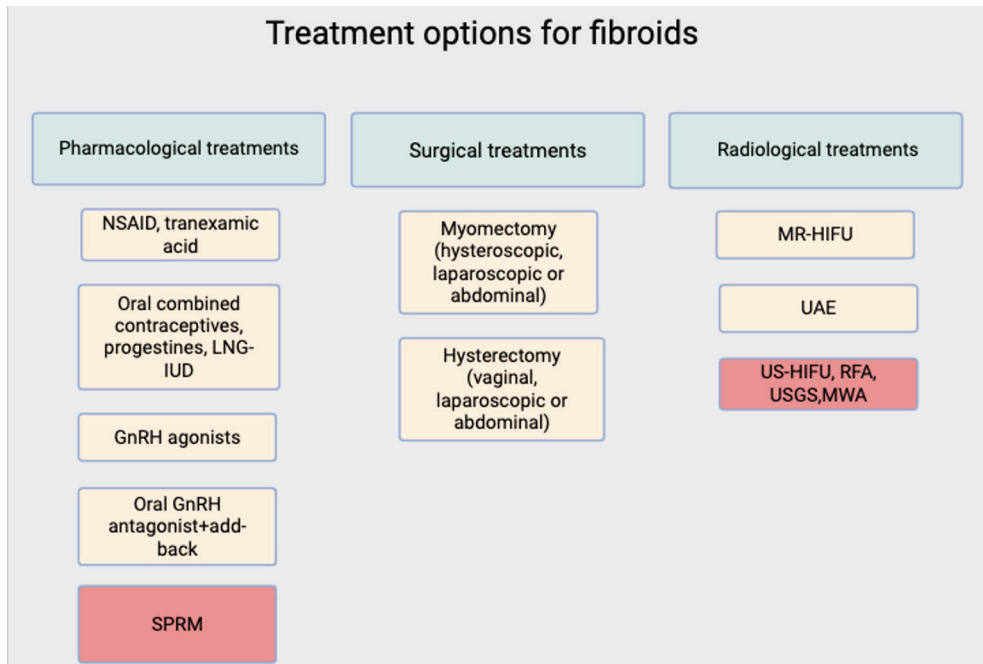 Treatment options for fibroids
Pharmacological treatments
NSAID, tranexamic
acid
Oral combined
contraceptives,
progestines, LNG-
IUD
GnRH agonists
Oral GnRH
antagonist+add-
back
SPRM
Surgical treatments
Myomectomy
(hysteroscopic,
laparoscopic or
abdominal)
Hysterectomy
(vaginal,
laparoscopic or
abdominal)
Radiological treatments
MR-HIFU
UAE
US-HIFU, RFA,
USGS,MWA